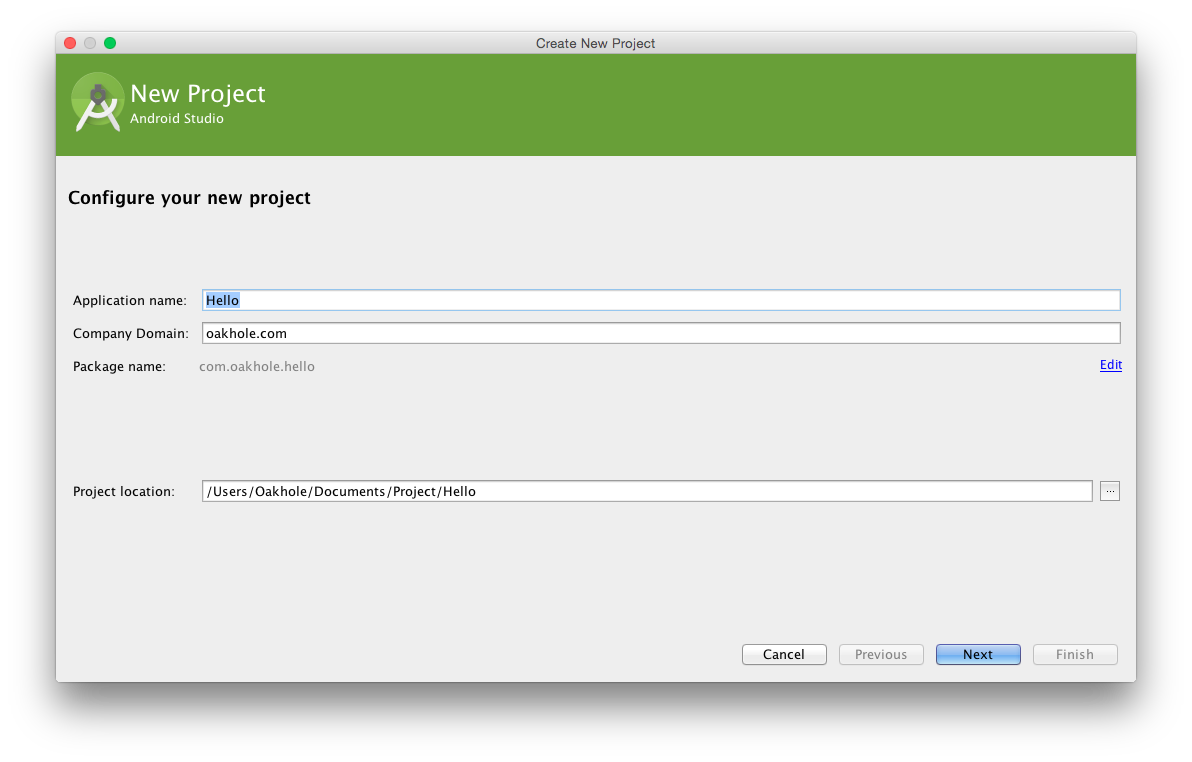 Create New Project
New Project
Android Studio
Configure your new project
Application name: Hello
Company Domain: oakhole.com
Package name: com.oakhole.hello Edit
Project location: /Users/Oakhole/Documents/Project/Hello ...
Cancel Previous Next Finish